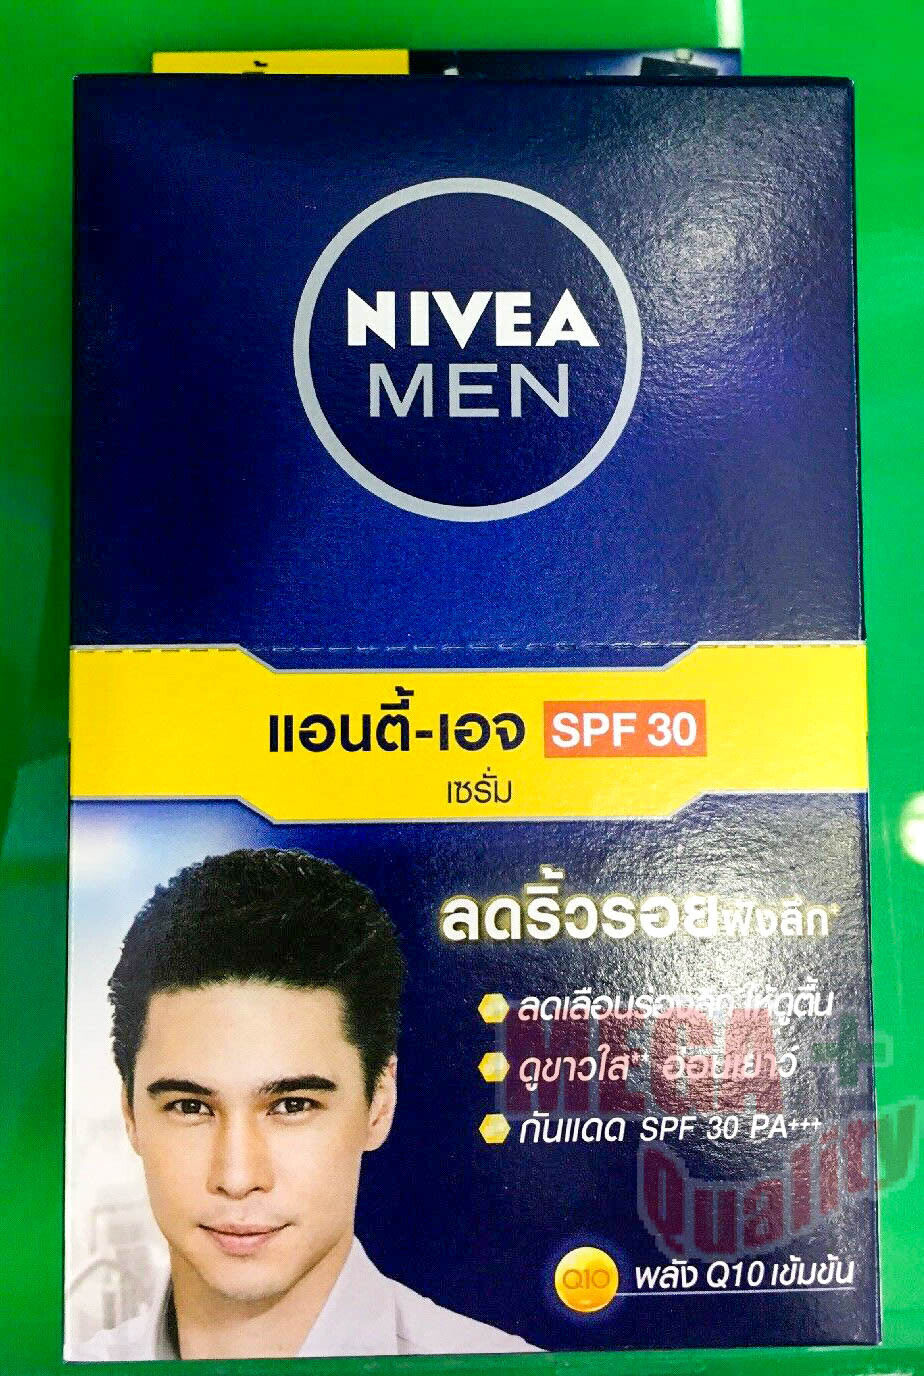 NIVEA
MEN
แอนตี้-เอจ SPF 30
เซรั่ม
ลดริ้วรอยฝังลึก*
ลดเลือนร่องลึก ให้ดูตื้น
ดูขาวใส** อ่อนเยาว์
กันแดด SPF 30 PA+++
Q10 พลัง Q10 เข้มข้น
MEGA +
Quality